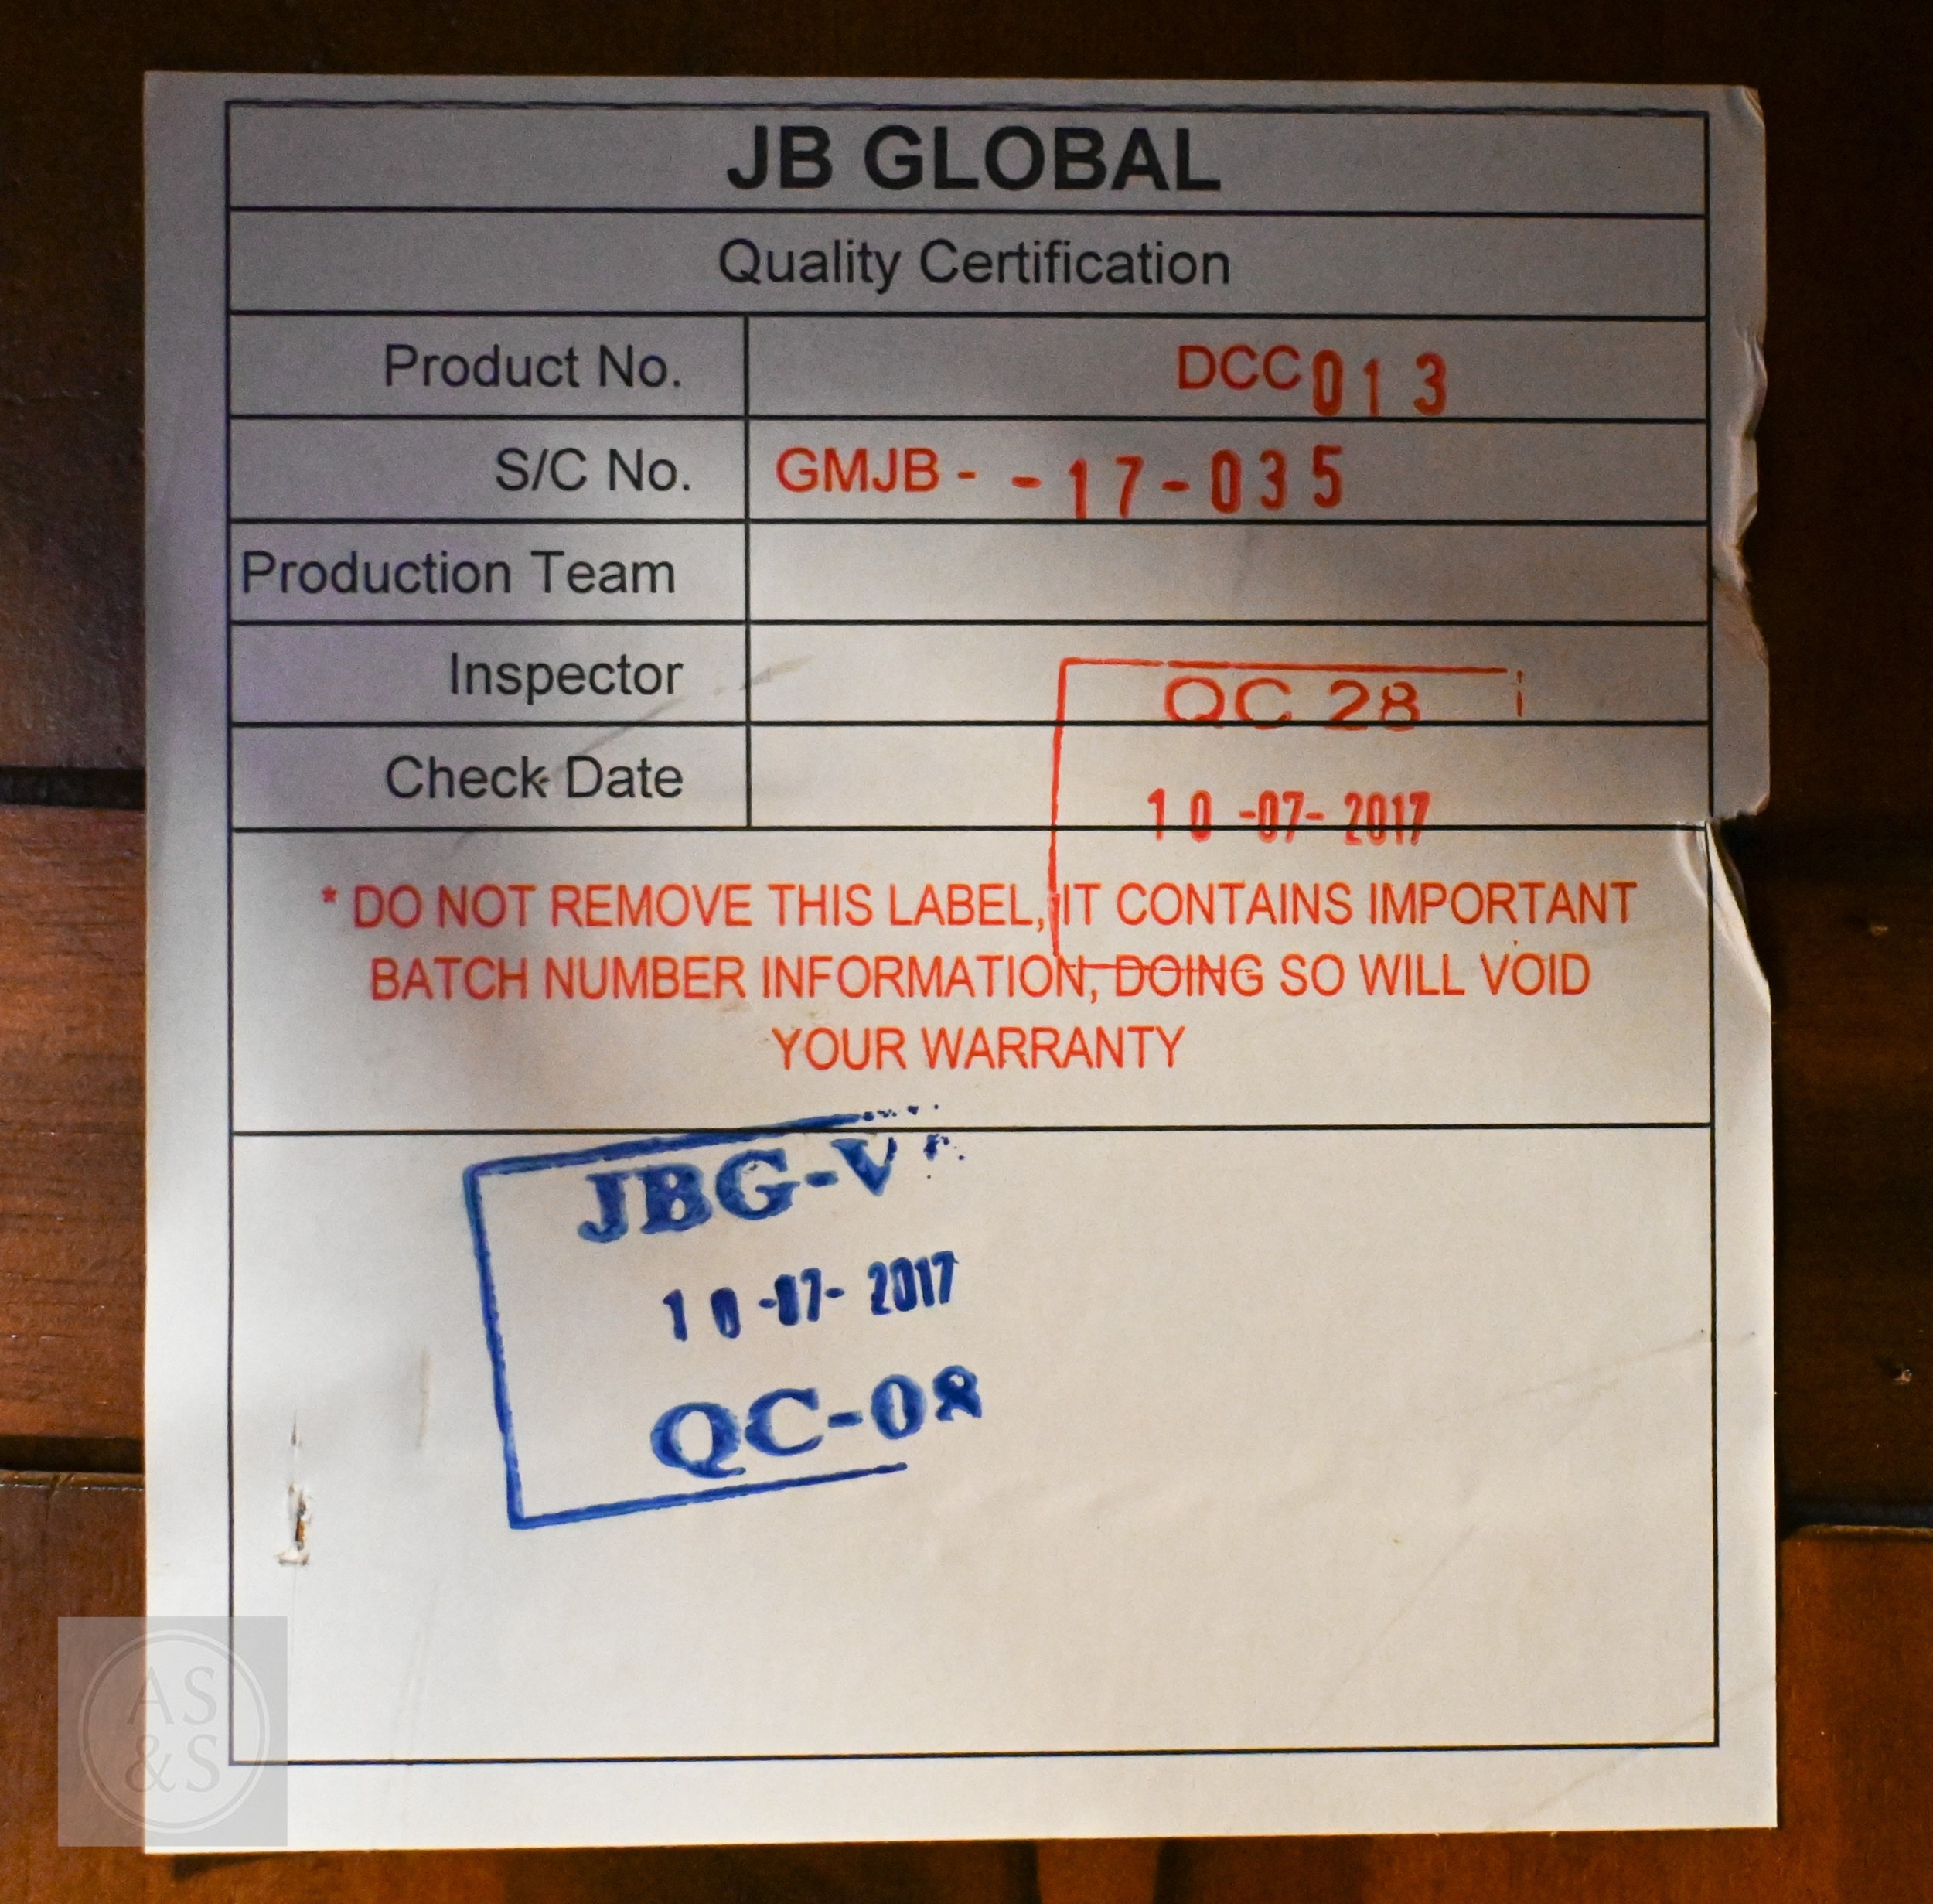 JB GLOBAL
Quality Certification
Product No. DCC013
S/C No. GMJB - -17-035
Production Team
Inspector QC 28
Check Date 10-07-2017
* DO NOT REMOVE THIS LABEL, IT CONTAINS IMPORTANT
BATCH NUMBER INFORMATION, DOING SO WILL VOID
YOUR WARRANTY
JBG-V
10-07-2017
QC-08
AS
&S